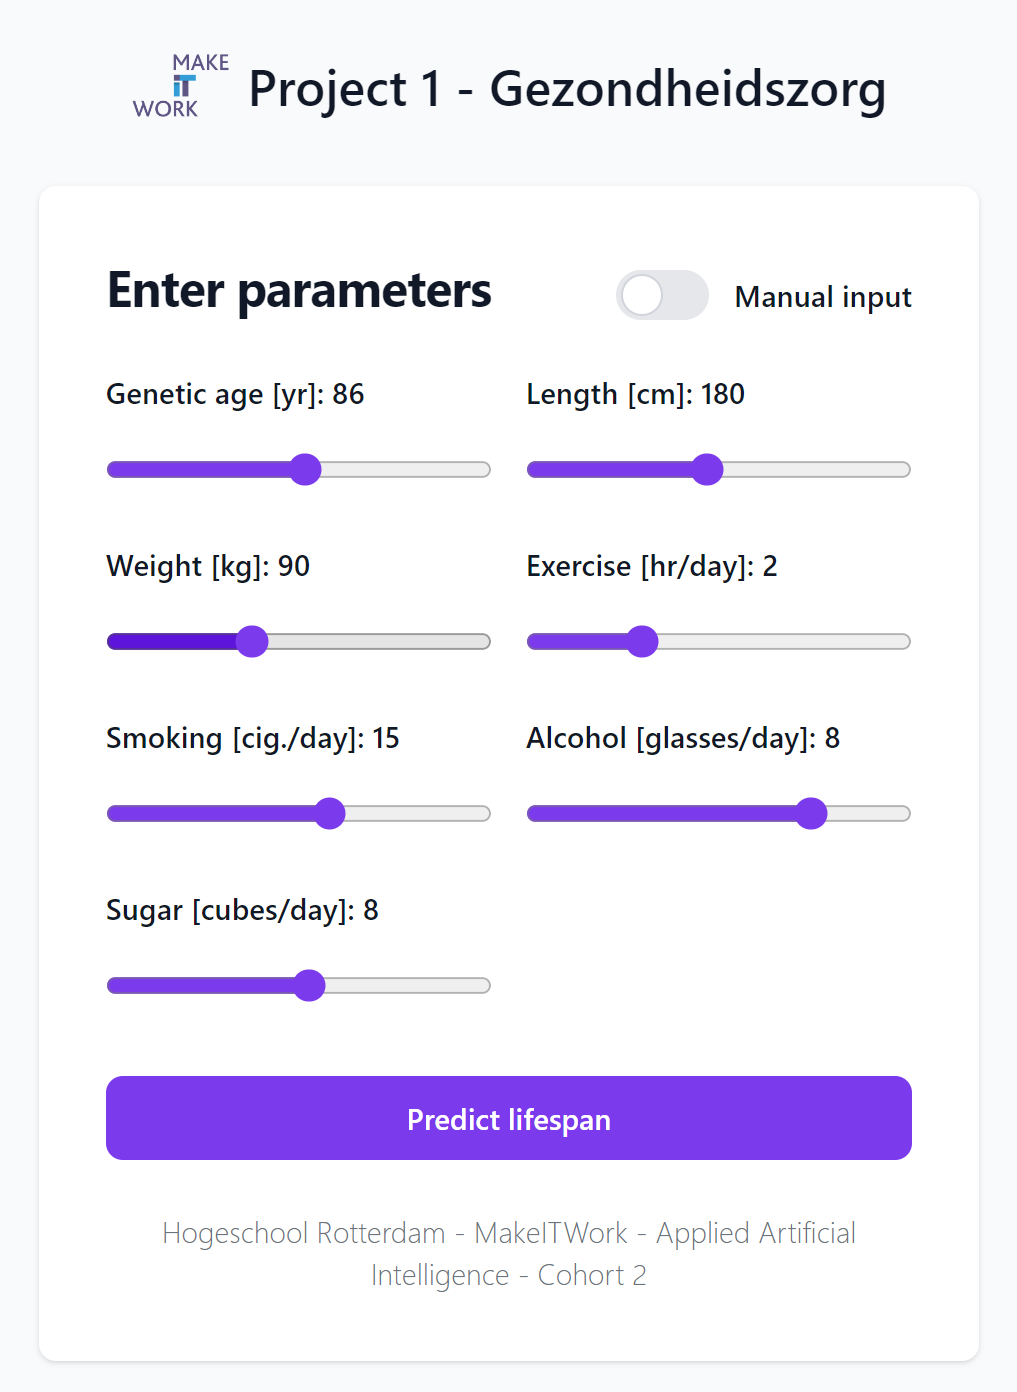 MAKE
IT
WORK
Project 1 - Gezondheidszorg
Enter parameters
Manual input
Genetic age [yr]: 86
Length [cm]: 180
Weight [kg]: 90
Exercise [hr/day]: 2
Smoking [cig./day]: 15
Alcohol [glasses/day]: 8
Sugar [cubes/day]: 8
Predict lifespan
Hogeschool Rotterdam - MakeITWork - Applied Artificial
Intelligence - Cohort 2